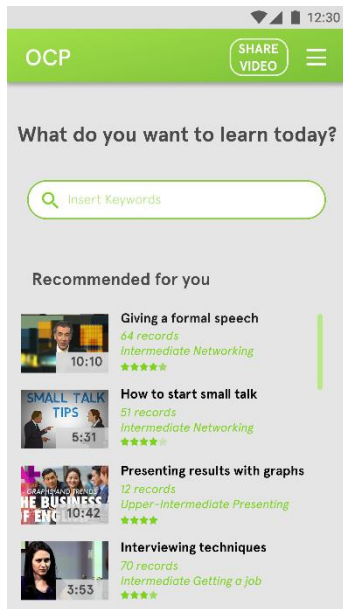 12:30
OCP
SHARE
VIDEO
What do you want to learn today?
Insert Keywords
Recommended for you
Giving a formal speech
64 records
Intermediate Networking
10:10
How to start small talk
SMALL TALK
TIPS
51 records
Intermediate Networking
5:31
Presenting results with graphs
12 records
GRAPHS AND TRENDS
Upper-intermediate Presenting
HE BUSINESS
F ENG
10:42
Interviewing techniques
70 records
Intermediate Getting a job
3:53